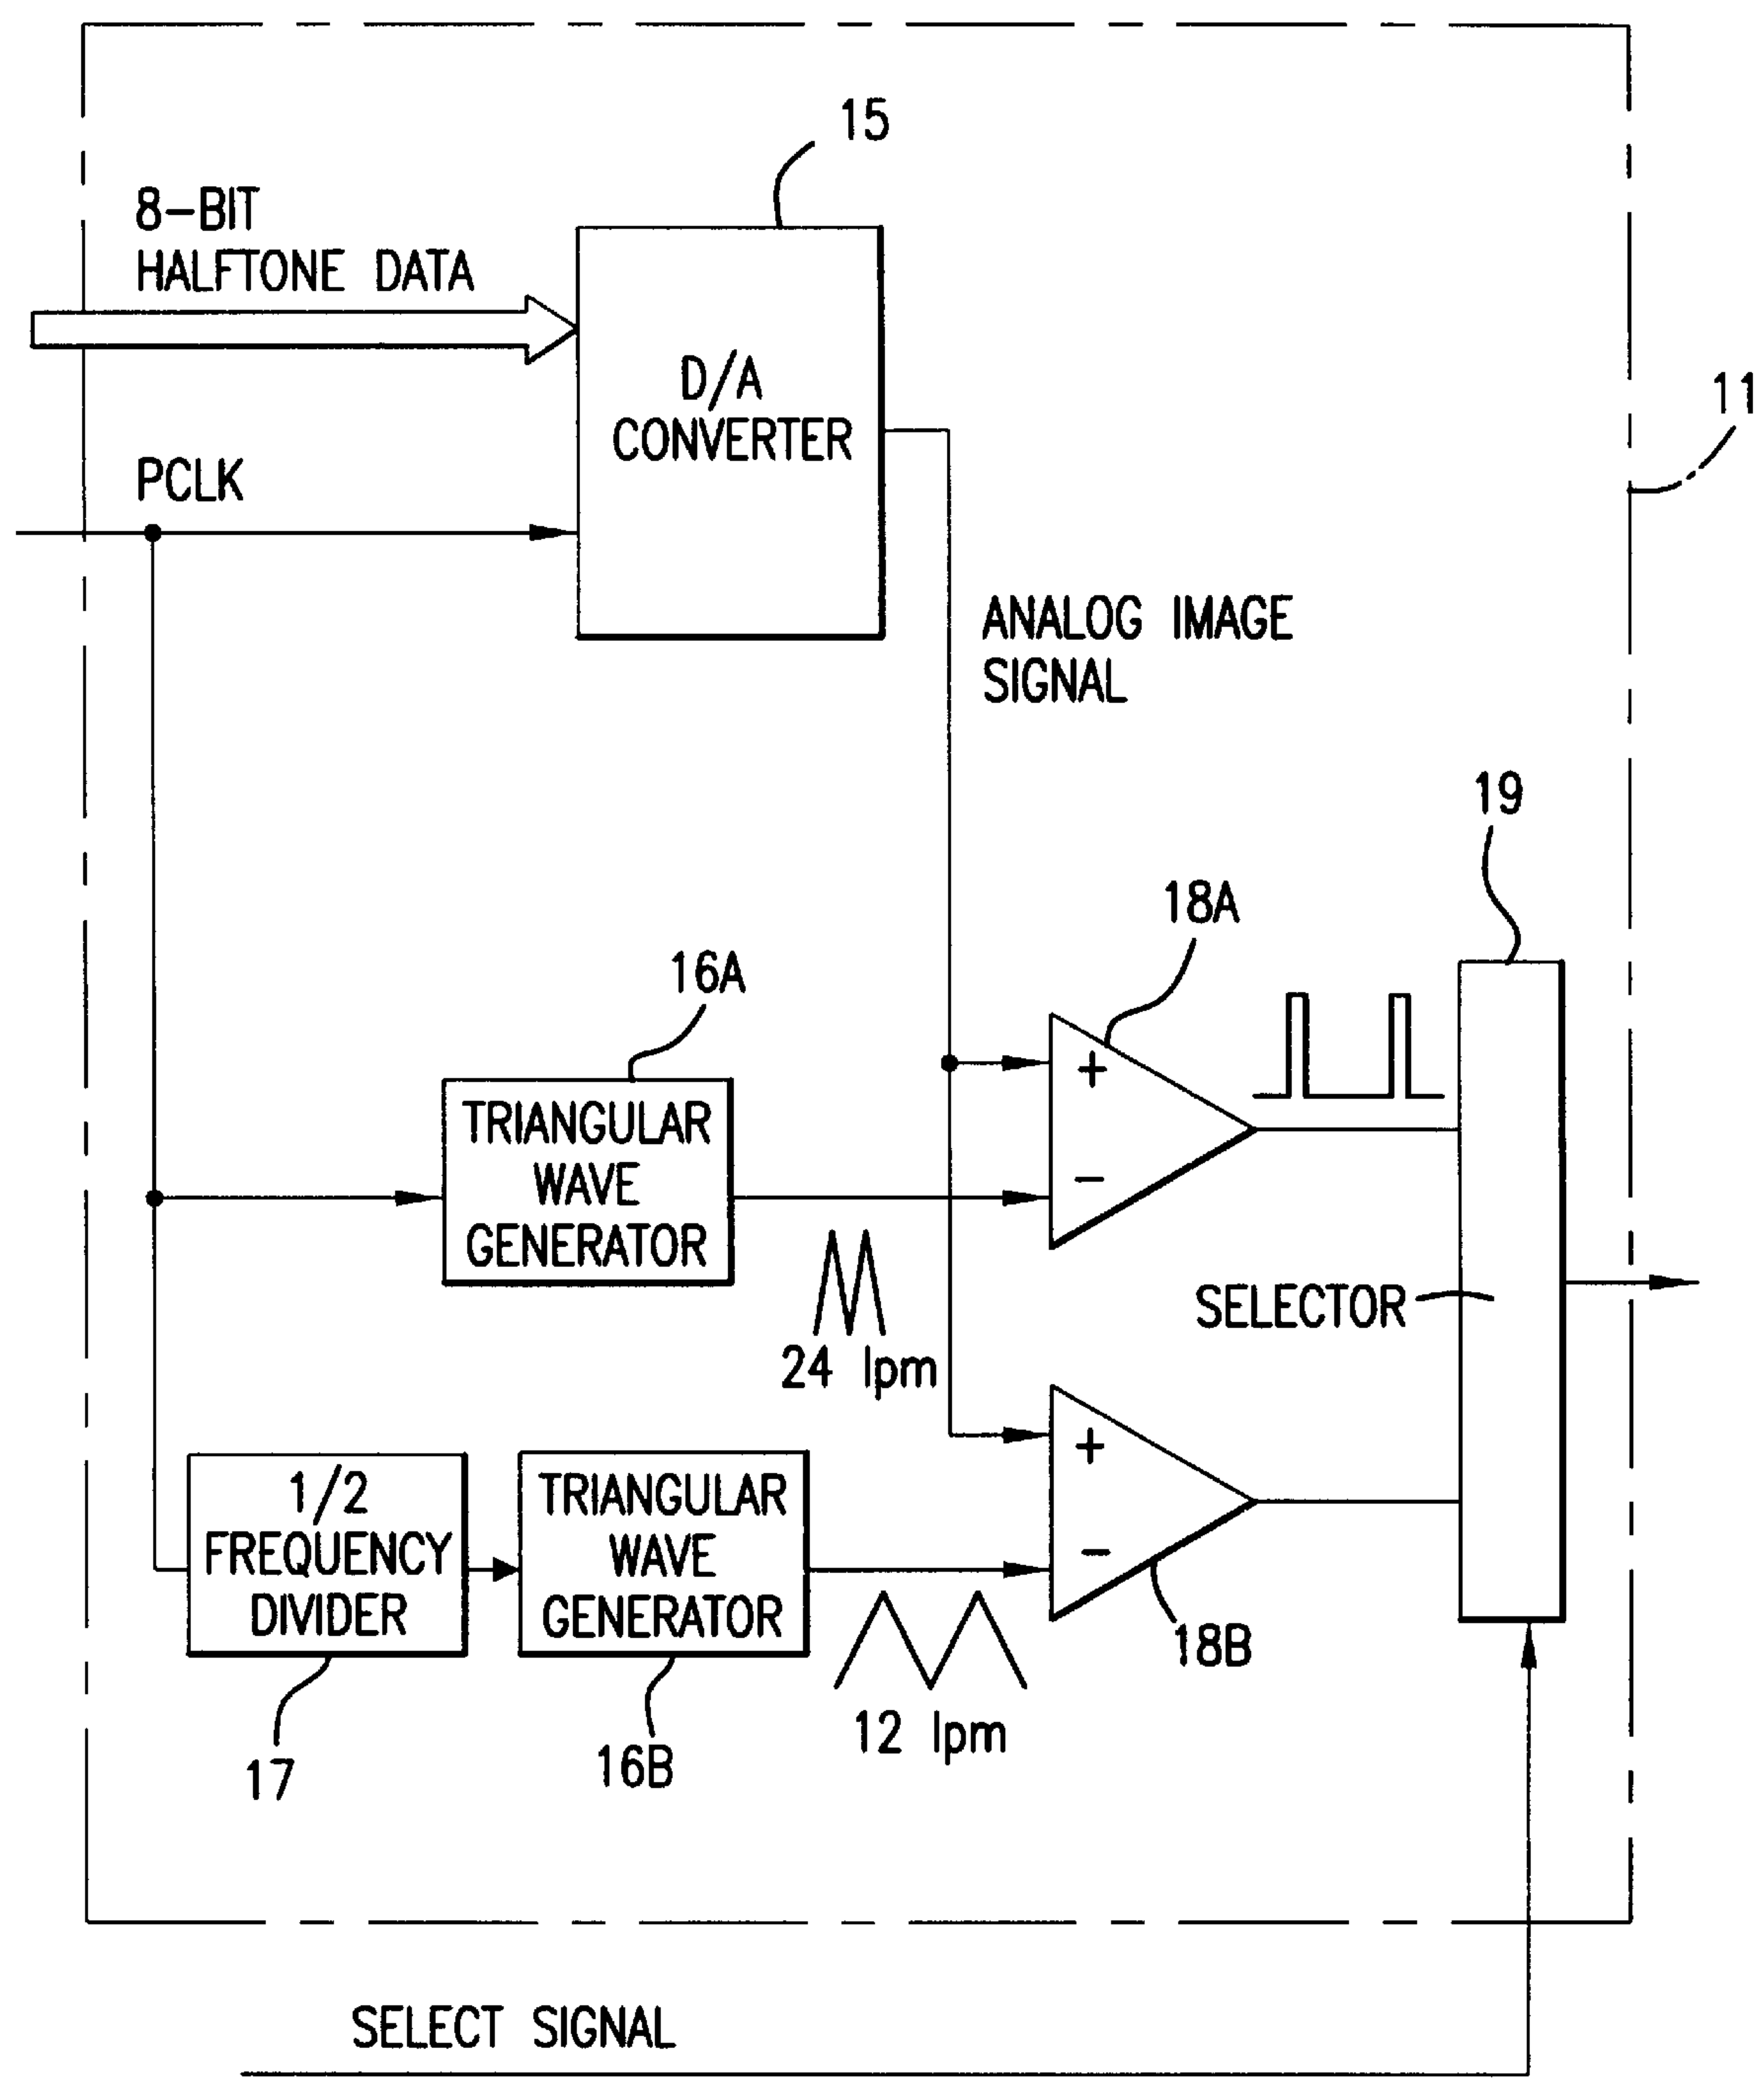 15
8-BIT
HALFTONE DATA
D/A
CONVERTER
11
PCLK
ANALOG IMAGE
SIGNAL
19
18A
16A
+
TRIANGULAR
WAVE
GENERATOR
−
SELECTOR
24 lpm
+
1/2
FREQUENCY
DIVIDER
TRIANGULAR
WAVE
GENERATOR
−
18B
12 lpm
17
16B
SELECT SIGNAL